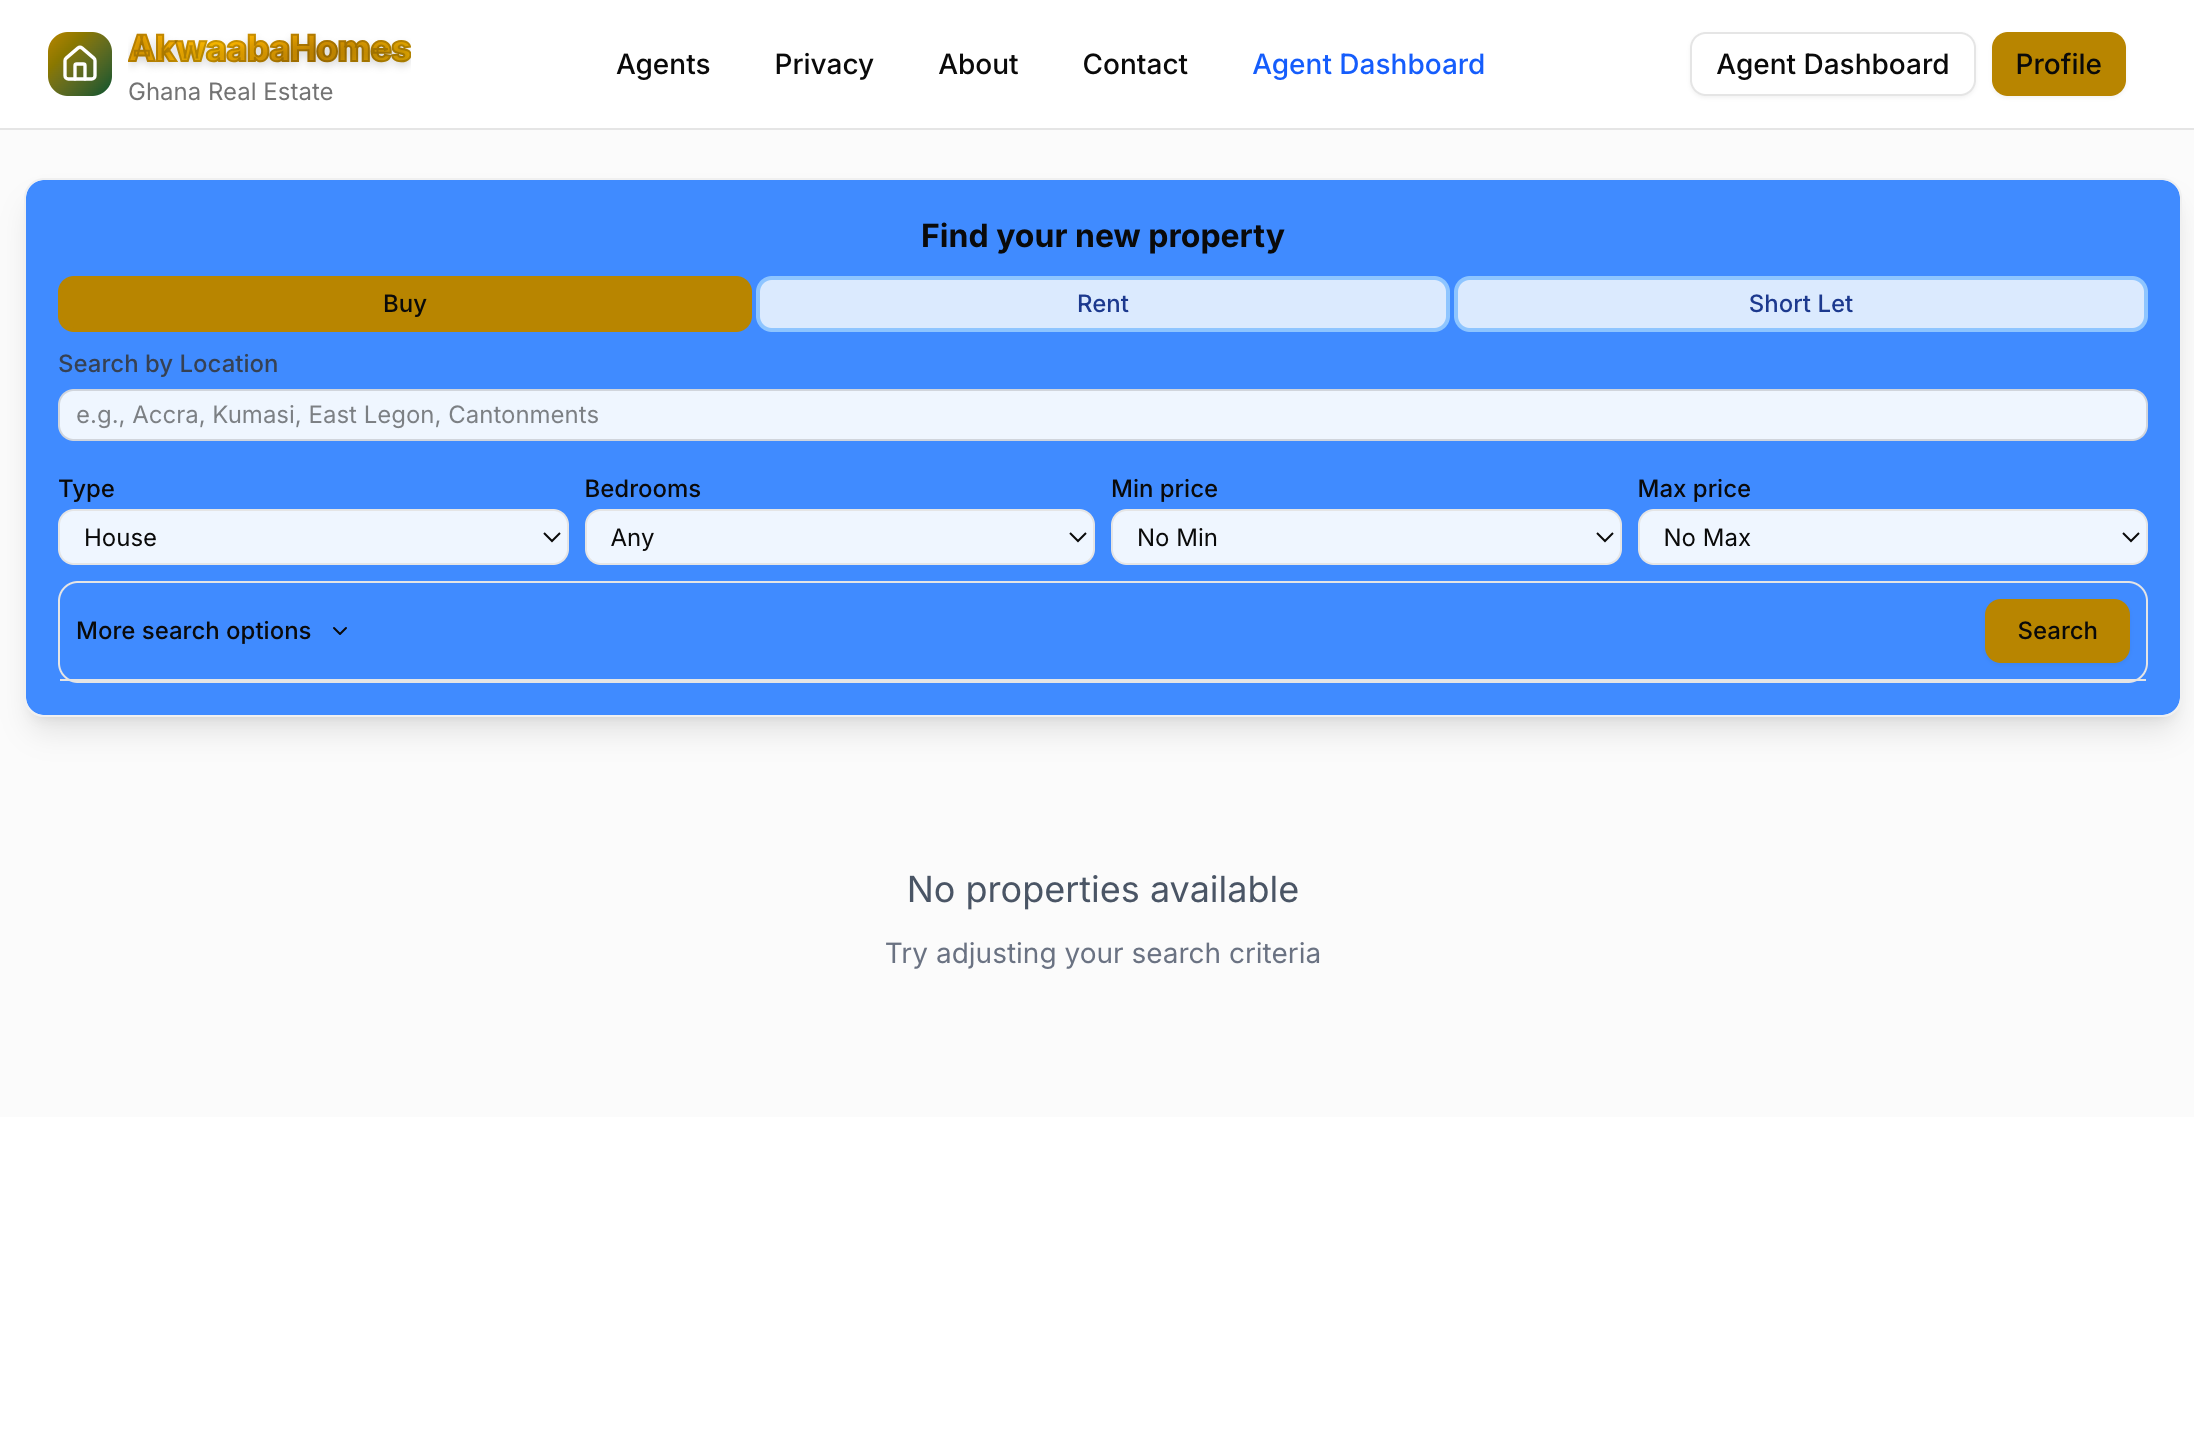 AkwaabaHomes
Ghana Real Estate
Agents Privacy About Contact Agent Dashboard
Agent Dashboard Profile
Find your new property
Buy Rent Short Let
Search by Location
e.g., Accra, Kumasi, East Legon, Cantonments
Type Bedrooms Min price Max price
House Any No Min No Max
More search options Search
No properties available
Try adjusting your search criteria